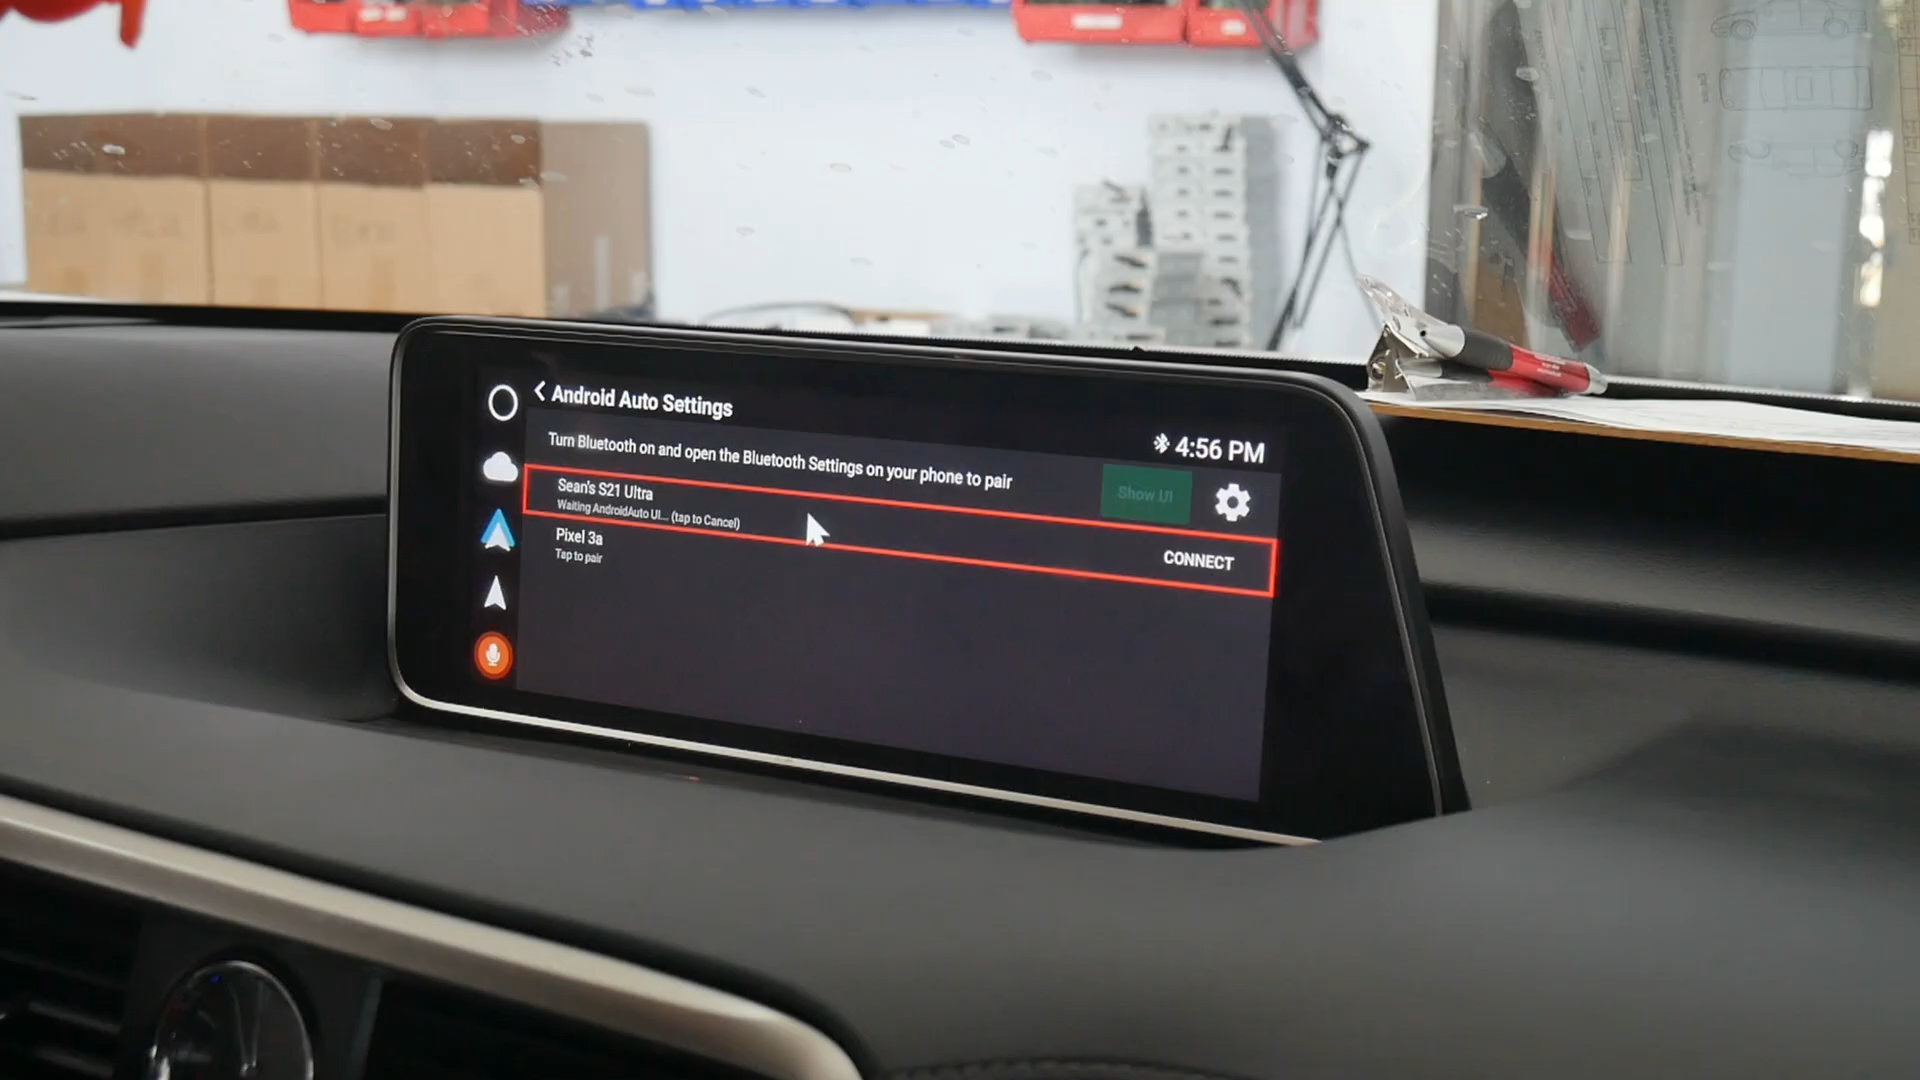 Android Auto Settings
4:56 PM
Turn Bluetooth on and open the Bluetooth Settings on your phone to pair
Show UI
Sean's S21 Ultra
Waiting AndroidAuto UI... (tap to Cancel)
CONNECT
Pixel 3a
Tap to pair